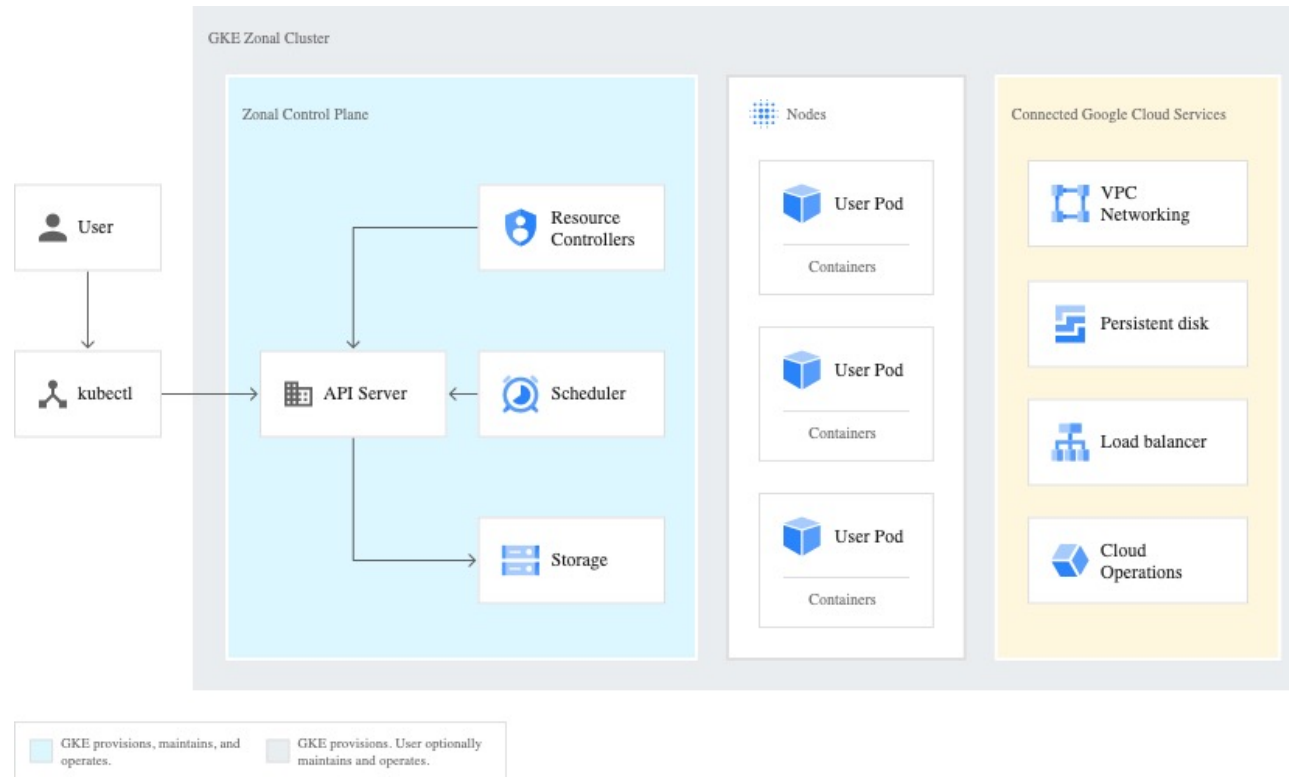 GKE Zonal Cluster
Zonal Control Plane
Nodes
Connected Google Cloud Services
User
Resource
Controllers
User Pod
Containers
VPC
Networking
Persistent disk
kubectl
API Server
Scheduler
User Pod
Containers
Load balancer
Storage
User Pod
Containers
Cloud
Operations
GKE provisions, maintains, and
operates.
GKE provisions. User optionally
maintains and operates.